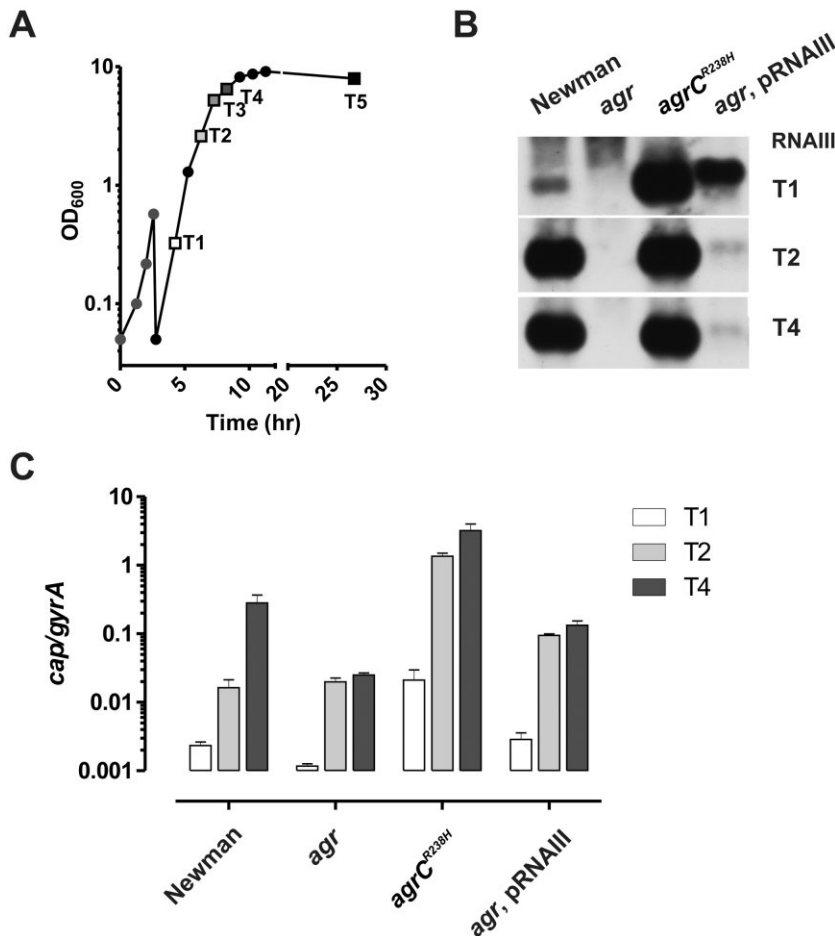 A
10
1
0.1
OD600
T1
T2
T3
T4
T5
0
5
10
20
25
30
Time (hr)
B
Newman
agr
agrC^R238H
agr, pRNAIII
RNAIII
T1
T2
T4
C
10
1
0.1
0.01
0.001
cap/gyrA
T1
T2
T4
Newman
agr
agrC^R238H
agr, pRNAIII